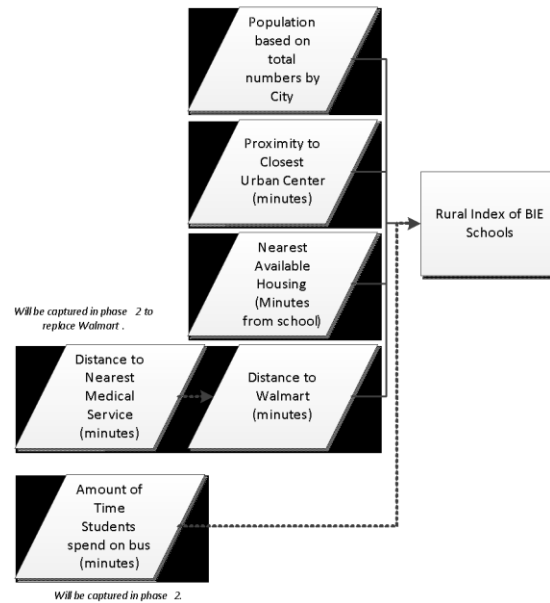 Population
based on
total
numbers by
City
Proximity to
Closest
Urban Center
(minutes)
Rural Index of BIE
Schools
Nearest
Available
Housing
(Minutes
from school)
Will be captured in phase 2 to
replace Walmart .
Distance to
Nearest
Medical
Service
(minutes)
Distance to
Walmart
(minutes)
Amount of
Time
Students
spend on bus
(minutes)
Will be captured in phase 2.